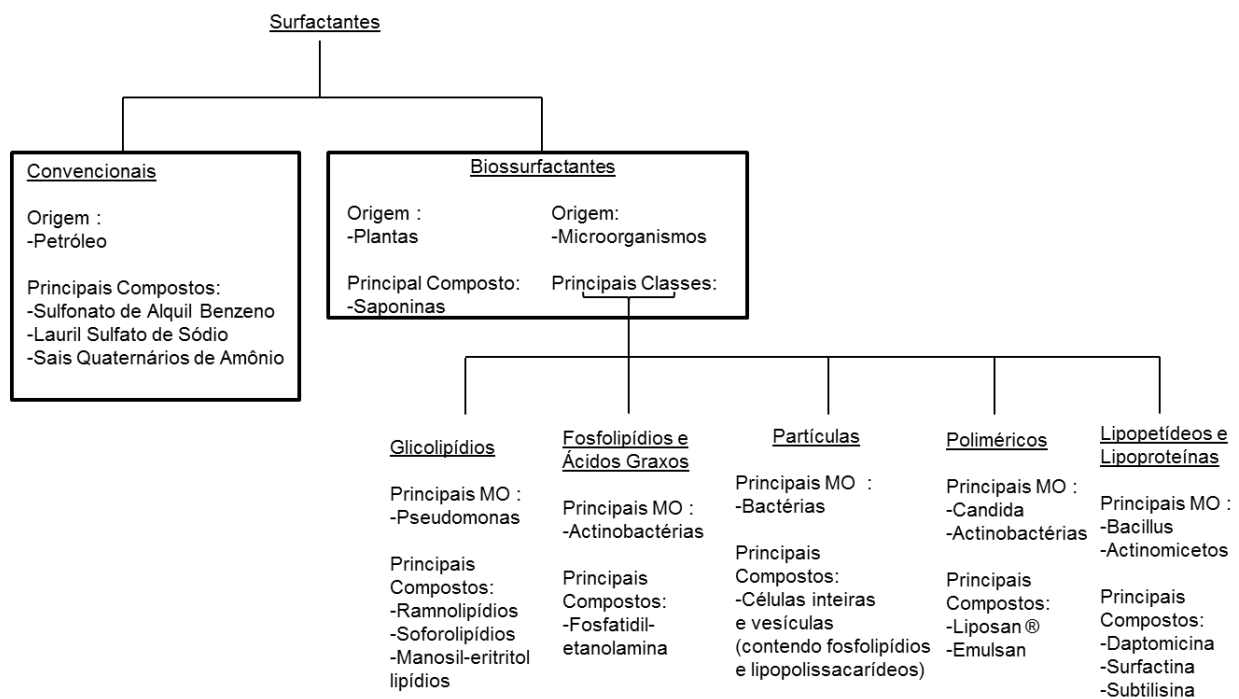 Surfactantes
Convencionais
Origem :
-Petróleo
Principais Compostos:
-Sulfonato de Alquil Benzeno
-Lauril Sulfato de Sódio
-Sais Quaternários de Amônio
Biossurfactantes
Origem :
-Plantas
Principal Composto:
-Saponinas
Origem:
-Microorganismos
Principais Classes:
Glicolipídios
Principais MO :
-Pseudomonas
Principais
Compostos:
-Ramnolipídios
-Soforolipídios
-Manosil-eritritol
lipídios
Fosfolipídios e
Ácidos Graxos
Principais MO :
-Actinobactérias
Principais
Compostos:
-Fosfatidil-
etanolamina
Partículas
Principais MO :
-Bactérias
Principais
Compostos:
-Células inteiras
e vesículas
(contendo fosfolipídios
e lipopolissacarídeos)
Poliméricos
Principais MO :
-Candida
-Actinobactérias
Principais
Compostos:
-Liposan ®
-Emulsan
Lipopetídeos e
Lipoproteínas
Principais MO :
-Bacillus
-Actinomicetos
Principais
Compostos:
-Daptomicina
-Surfactina
-Subtilisina